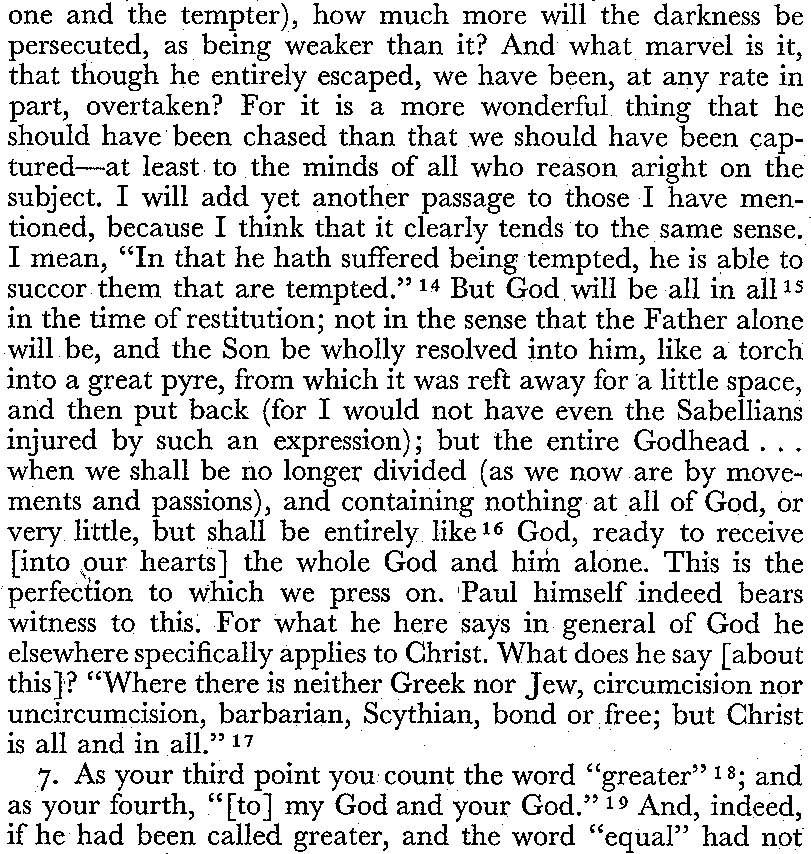 one and the tempter), how much more will the darkness be
persecuted, as being weaker than it? And what marvel is it,
that though he entirely escaped, we have been, at any rate in
part, overtaken? For it is a more wonderful thing that he
should have been chased than that we should have been cap-
tured—at least to the minds of all who reason aright on the
subject. I will add yet another passage to those I have men-
tioned, because I think that it clearly tends to the same sense.
I mean, “In that he hath suffered being tempted, he is able to
succor them that are tempted.” 14 But God will be all in all 15
in the time of restitution; not in the sense that the Father alone
will be, and the Son be wholly resolved into him, like a torch
into a great pyre, from which it was reft away for a little space,
and then put back (for I would not have even the Sabellians
injured by such an expression); but the entire Godhead . . .
when we shall be no longer divided (as we now are by move-
ments and passions), and containing nothing at all of God, or
very little, but shall be entirely like 16 God, ready to receive
[into our hearts] the whole God and him alone. This is the
perfection to which we press on. Paul himself indeed bears
witness to this. For what he here says in general of God he
elsewhere specifically applies to Christ. What does he say [about
this]? “Where there is neither Greek nor Jew, circumcision nor
uncircumcision, barbarian, Scythian, bond or free; but Christ
is all and in all.” 17
7. As your third point you count the word “greater” 18; and
as your fourth, “[to] my God and your God.” 19 And, indeed,
if he had been called greater, and the word “equal” had not